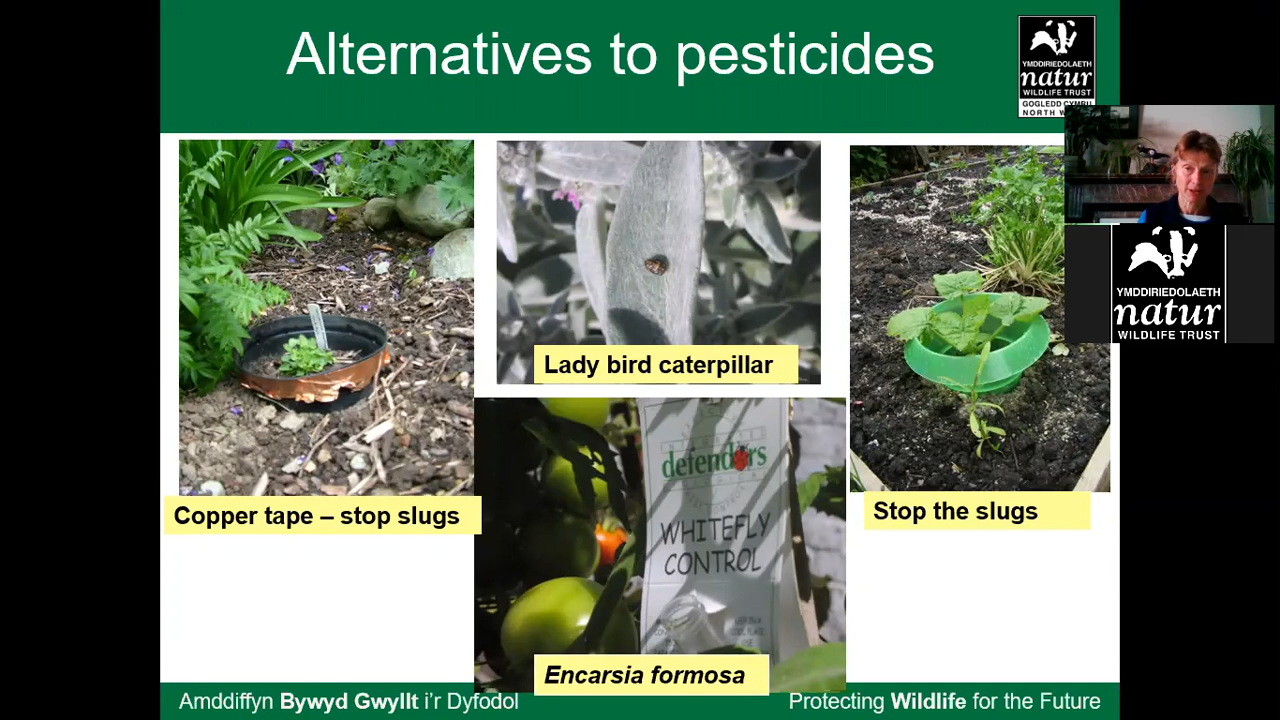 Alternatives to pesticides
YMDDIRIEDOLAETH
natur
WILDLIFE TRUST
GOGLEDD CYMRU
NORTH W
YMDDIRIEDOLAETH
natur
WILDLIFE TRUST
Lady bird caterpillar
Copper tape – stop slugs
defendors
WHITEFLY
CONTROL
Stop the slugs
Encarsia formosa
Amddiffyn Bywyd Gwyllt i'r Dyfodol
Protecting Wildlife for the Future